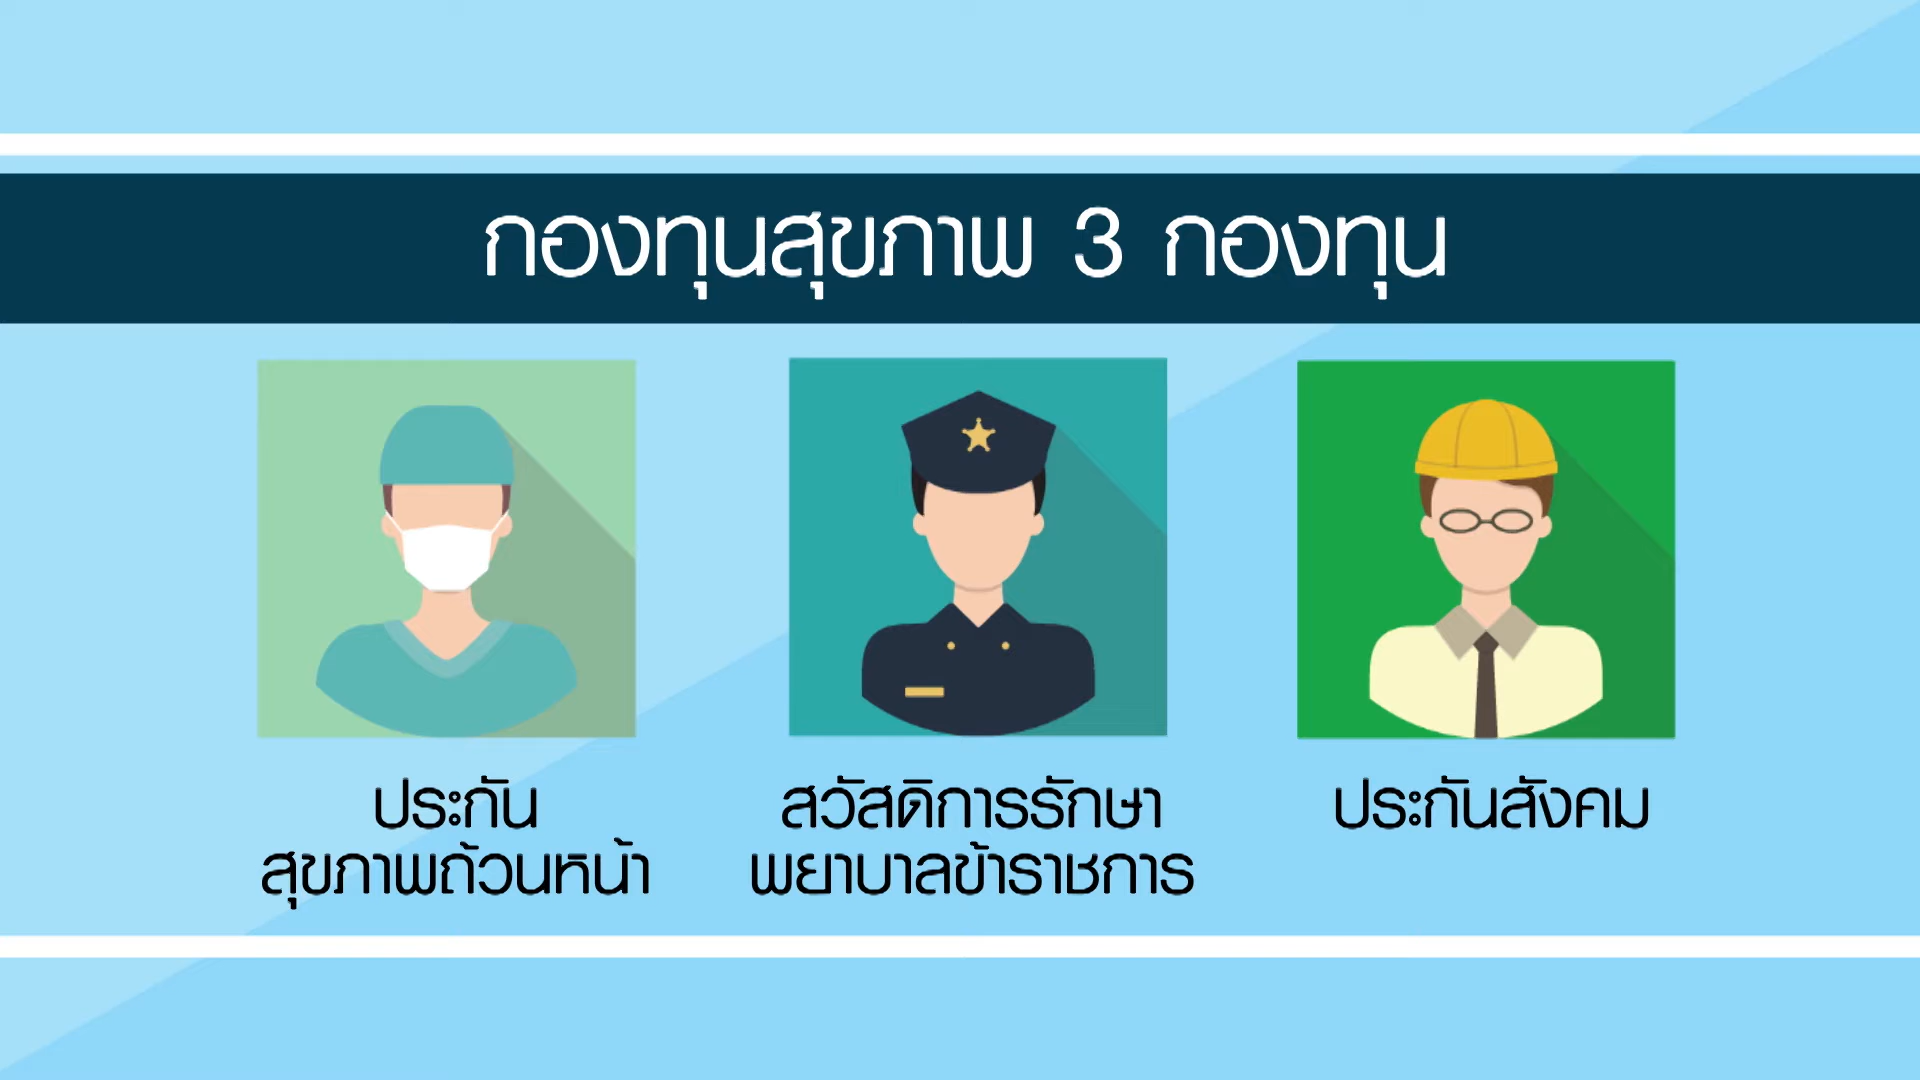 กองทุนสุขภาพ 3 กองทุน
ประกัน
สุขภาพถ้วนหน้า
สวัสดิการรักษา
พยาบาลข้าราชการ
ประกันสังคม